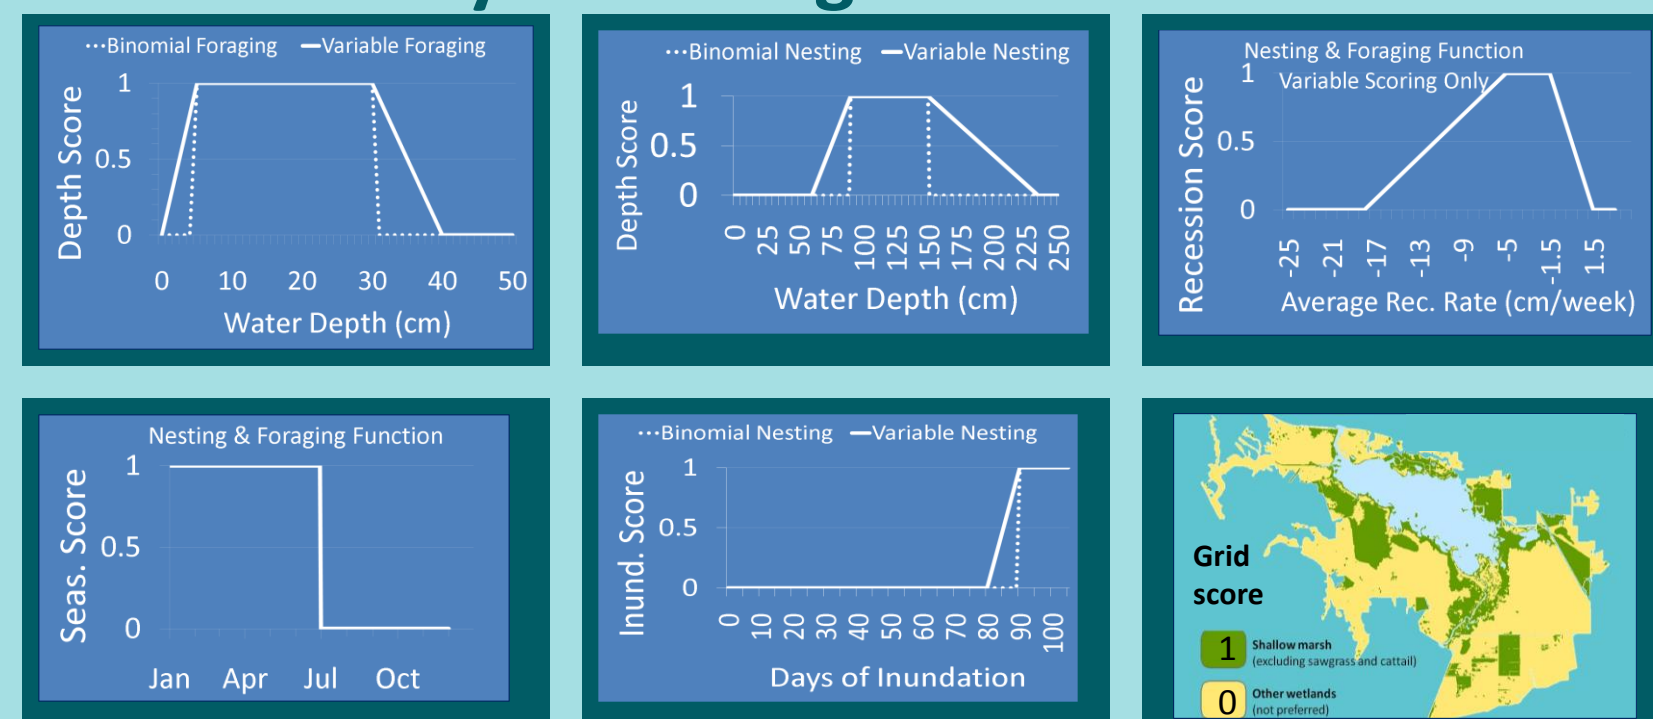 Binomial Foraging Variable Foraging
Depth Score
1
0.5
0
0 10 20 30 40 50
Water Depth (cm)
Binomial Nesting Variable Nesting
Depth Score
1
0.5
0
0 25 50 75 100 125 150 175 200 225 250
Water Depth (cm)
Nesting & Foraging Function
Variable Scoring Only
Recession Score
1
0.5
0
-25 -21 -17 -13 -9 -5 -1.5 1.5
Average Rec. Rate (cm/week)
Nesting & Foraging Function
Seas. Score
1
0.5
0
Jan Apr Jul Oct
Binomial Nesting Variable Nesting
Inund. Score
1
0.5
0
0 10 20 30 40 50 60 70 80 90 100
Days of Inundation
Grid
score
1 Shallow marsh
(excluding sawgrass and cattail)
0 Other wetlands
(not preferred)